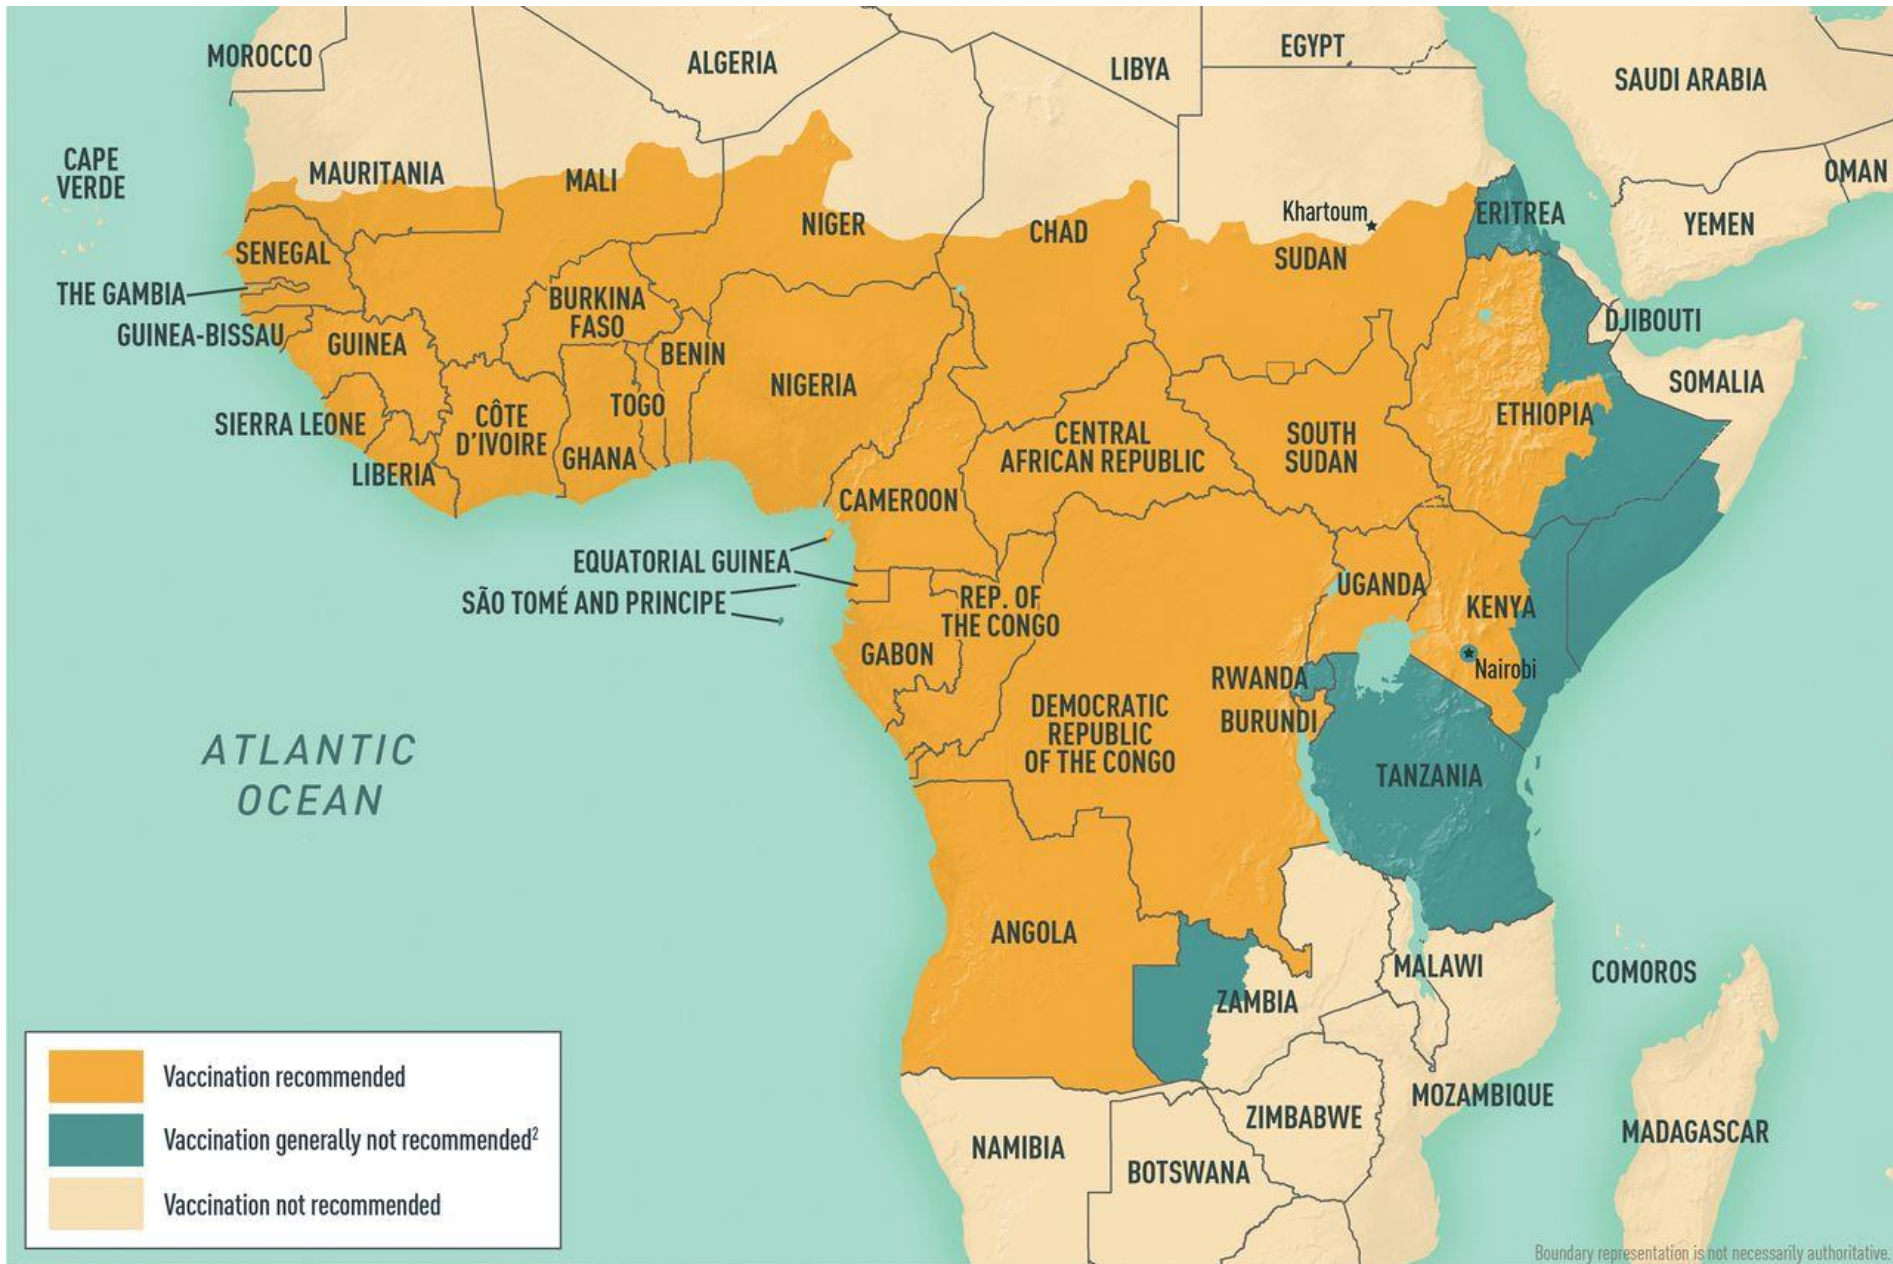 MOROCCO
ALGERIA
LIBYA
EGYPT
SAUDI ARABIA
CAPE
VERDE
MAURITANIA
MALI
NIGER
CHAD
Khartoum
SUDAN
ERITREA
YEMEN
OMAN
SENEGAL
THE GAMBIA
GUINEA-BISSAU
GUINEA
BURKINA
FASO
BENIN
NIGERIA
DJIBOUTI
SOMALIA
ETHIOPIA
SIERRA LEONE
LIBERIA
CÔTE
D'IVOIRE
GHANA
TOGO
CENTRAL
AFRICAN REPUBLIC
SOUTH
SUDAN
CAMEROON
EQUATORIAL GUINEA
SÃO TOMÉ AND PRINCIPE
REP. OF
THE CONGO
GABON
UGANDA
KENYA
Nairobi
RWANDA
BURUNDI
DEMOCRATIC
REPUBLIC
OF THE CONGO
TANZANIA
ATLANTIC
OCEAN
ANGOLA
ZAMBIA
MALAWI
COMOROS
MOZAMBIQUE
ZIMBABWE
NAMIBIA
BOTSWANA
MADAGASCAR
Vaccination recommended
Vaccination generally not recommended²
Vaccination not recommended
Boundary representation is not necessarily authoritative.